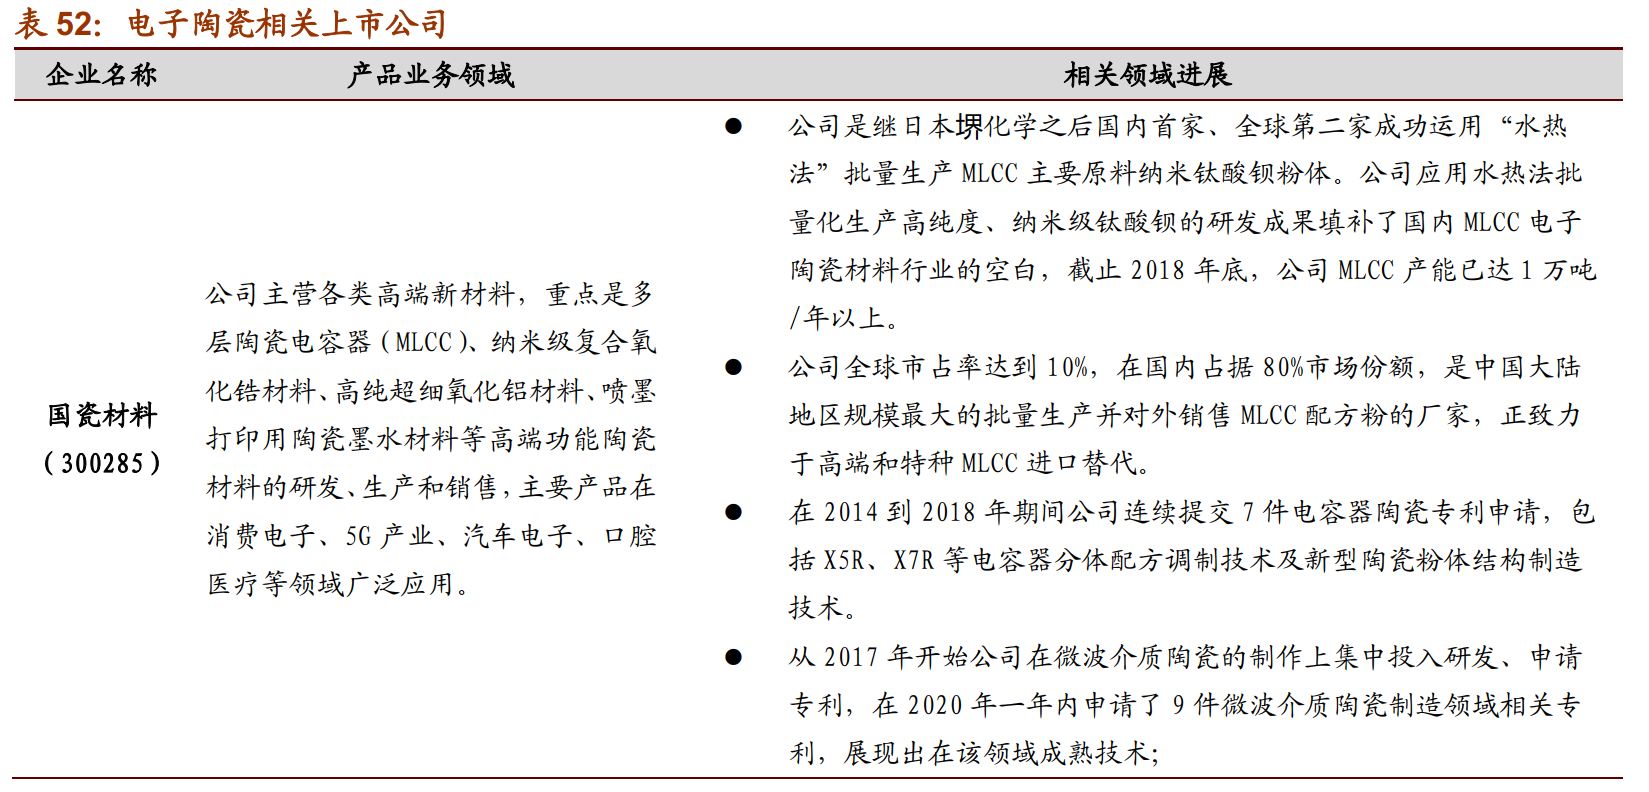 表 52：电子陶瓷相关上市公司
企业名称 产品业务领域 相关领域进展
国瓷材料
（300285）
公司主营各类高端新材料，重点是多
层陶瓷电容器（MLCC）、纳米级复合氧
化锆材料、高纯超细氧化铝材料、喷墨
打印用陶瓷墨水材料等高端功能陶瓷
材料的研发、生产和销售，主要产品在
消费电子、5G 产业、汽车电子、口腔
医疗等领域广泛应用。
● 公司是继日本堺化学之后国内首家、全球第二家成功运用“水热
法”批量生产 MLCC 主要原料纳米钛酸钡粉体。公司应用水热法批
量化生产高纯度、纳米级钛酸钡的研发成果填补了国内 MLCC 电子
陶瓷材料行业的空白，截止 2018 年底，公司 MLCC 产能已达 1 万吨
/年以上。
● 公司全球市占率达到 10%，在国内占据 80%市场份额，是中国大陆
地区规模最大的批量生产并对外销售 MLCC 配方粉的厂家，正致力
于高端和特种 MLCC 进口替代。
● 在 2014 到 2018 年期间公司连续提交 7 件电容器陶瓷专利申请，包
括 X5R、X7R 等电容器分体配方调制技术及新型陶瓷粉体结构制造
技术。
● 从 2017 年开始公司在微波介质陶瓷的制作上集中投入研发、申请
专利，在 2020 年一年内申请了 9 件微波介质陶瓷制造领域相关专
利，展现出在该领域成熟技术；